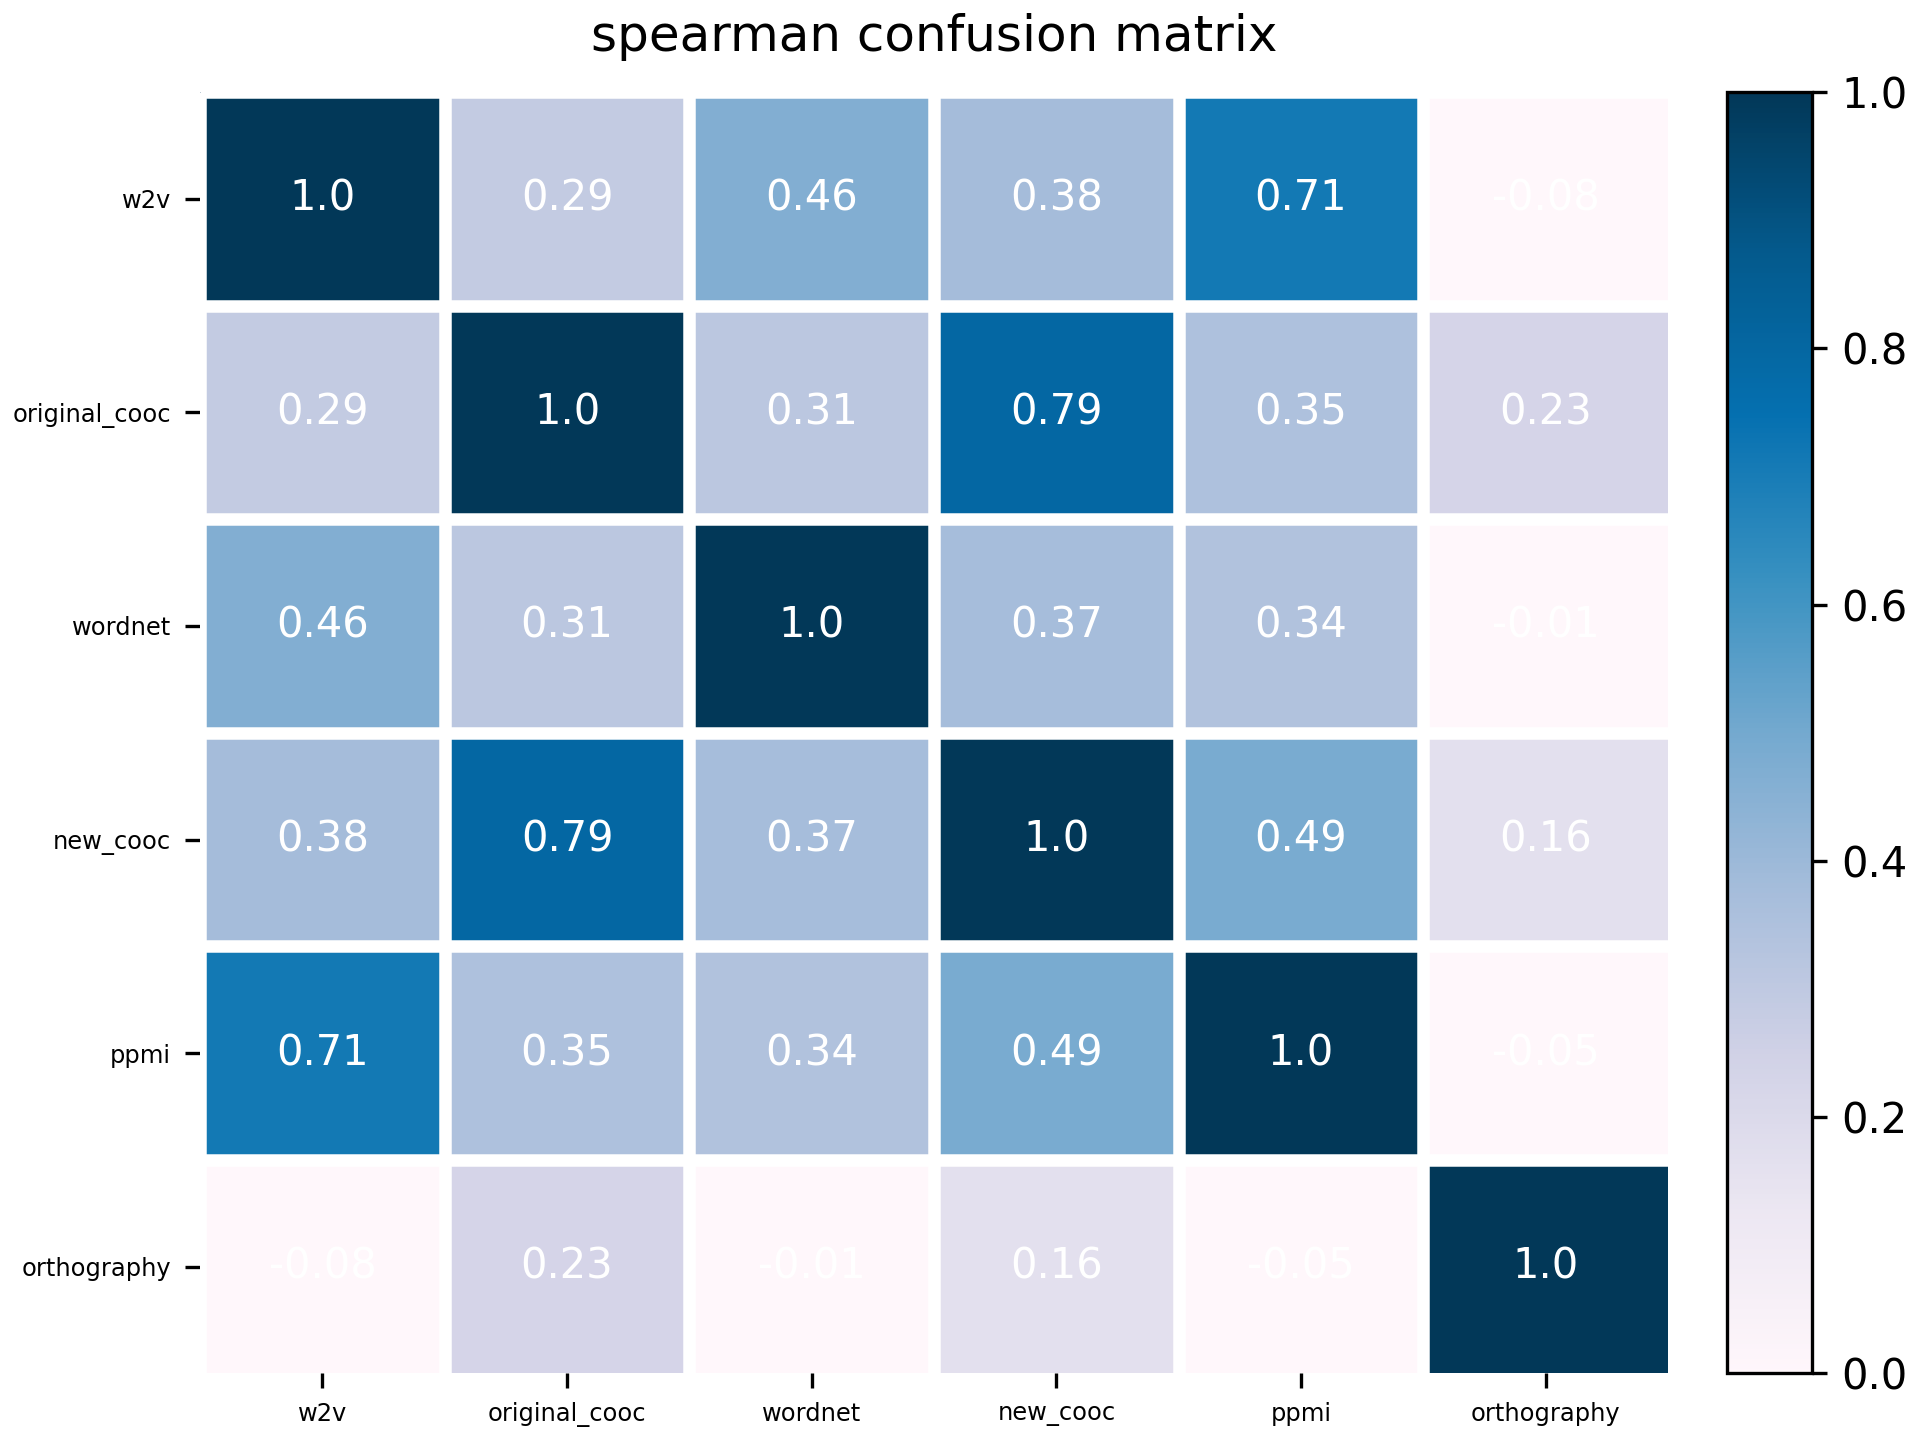 spearman confusion matrix
1.0
w2v 1.0 0.29 0.46 0.38 0.71 -0.08
0.8
original_cooc 0.29 1.0 0.31 0.79 0.35 0.23
0.6
wordnet 0.46 0.31 1.0 0.37 0.34 -0.01
new_cooc 0.38 0.79 0.37 1.0 0.49 0.16
0.4
ppmi 0.71 0.35 0.34 0.49 1.0 -0.05
0.2
orthography -0.08 0.23 -0.01 0.16 -0.05 1.0
0.0
w2v original_cooc wordnet new_cooc ppmi orthography